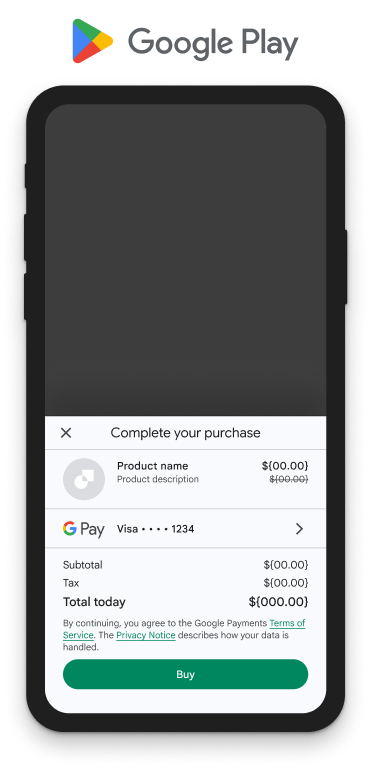 Google Play
Complete your purchase
Product name ${00.00}
Product description ${00.00}
G Pay Visa •••• 1234
Subtotal ${00.00}
Tax ${00.00}
Total today ${000.00}
By continuing, you agree to the Google Payments Terms of
Service. The Privacy Notice describes how your data is
handled.
Buy